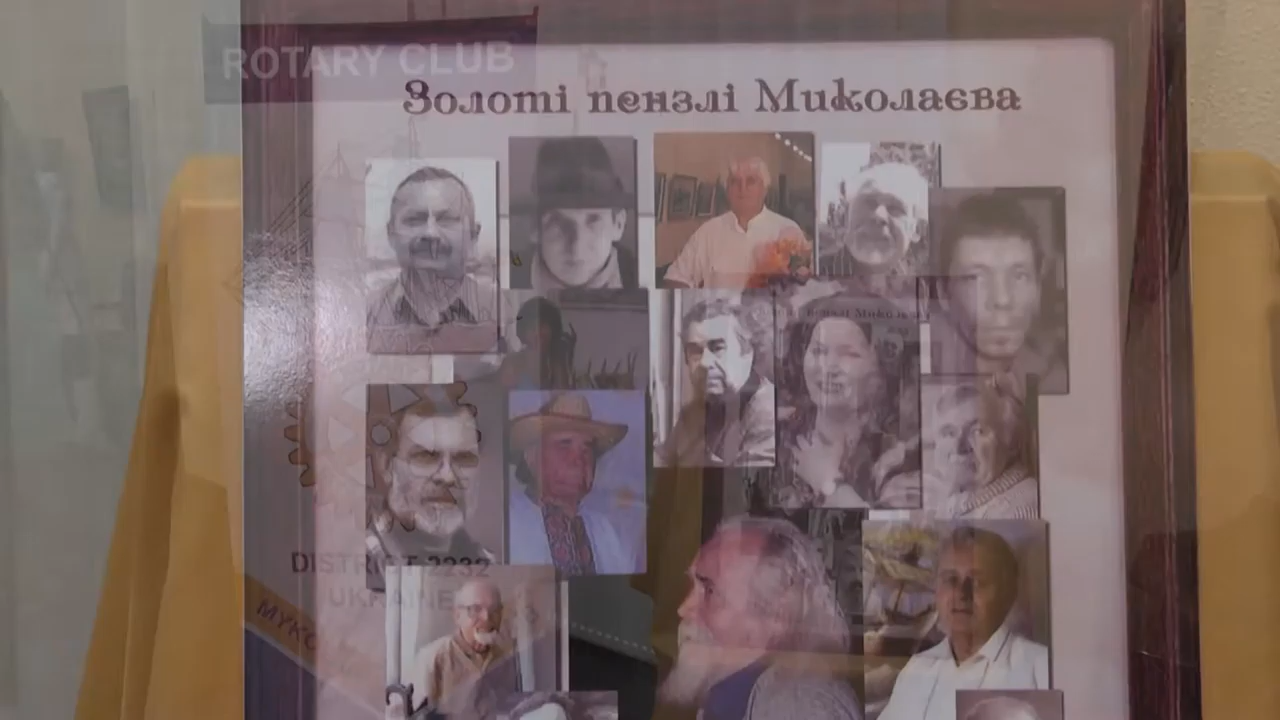 ROTARY CLUB
Золоті пензлі Миколаєва
DISTRICT 2232
UKRAINE